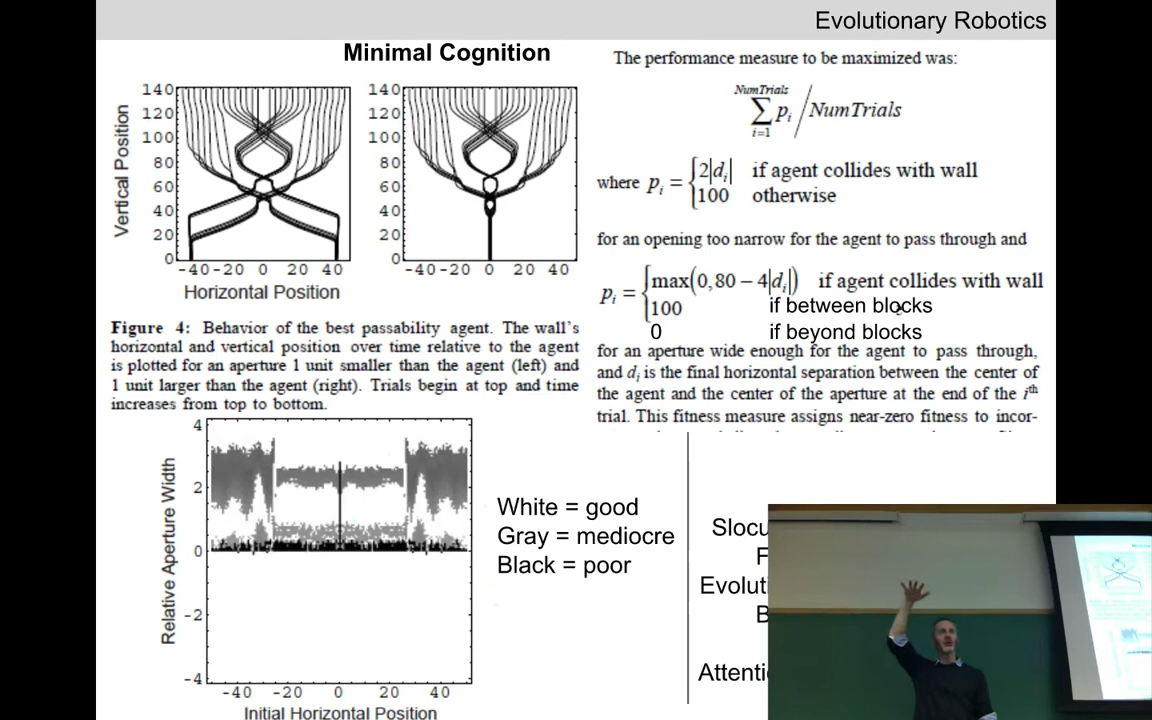 Evolutionary Robotics
Minimal Cognition
The performance measure to be maximized was:
NumTrials
∑ p_i / NumTrials
i=1
where p_i = { 2|d_i| if agent collides with wall
100 otherwise
for an opening too narrow for the agent to pass through and
p_i = { max(0, 80 − 4|d_i|) if agent collides with wall
100 if between blocks
0 if beyond blocks
for an aperture wide enough for the agent to pass through,
and d_i is the final horizontal separation between the center of
the agent and the center of the aperture at the end of the i^th
trial. This fitness measure assigns near-zero fitness to incor-
Vertical Position
140
120
100
80
60
40
20
0
-40 -20 0 20 40
140
120
100
80
60
40
20
0
-40 -20 0 20 40
Horizontal Position
Figure 4: Behavior of the best passability agent. The wall's
horizontal and vertical position over time relative to the agent
is plotted for an aperture 1 unit smaller than the agent (left) and
1 unit larger than the agent (right). Trials begin at top and time
increases from top to bottom.
Relative Aperture Width
4
2
0
-2
-4
-40 -20 0 20 40
Initial Horizontal Position
White = good
Gray = mediocre
Black = poor
Slocu
F
Evoluti
B
Attenti